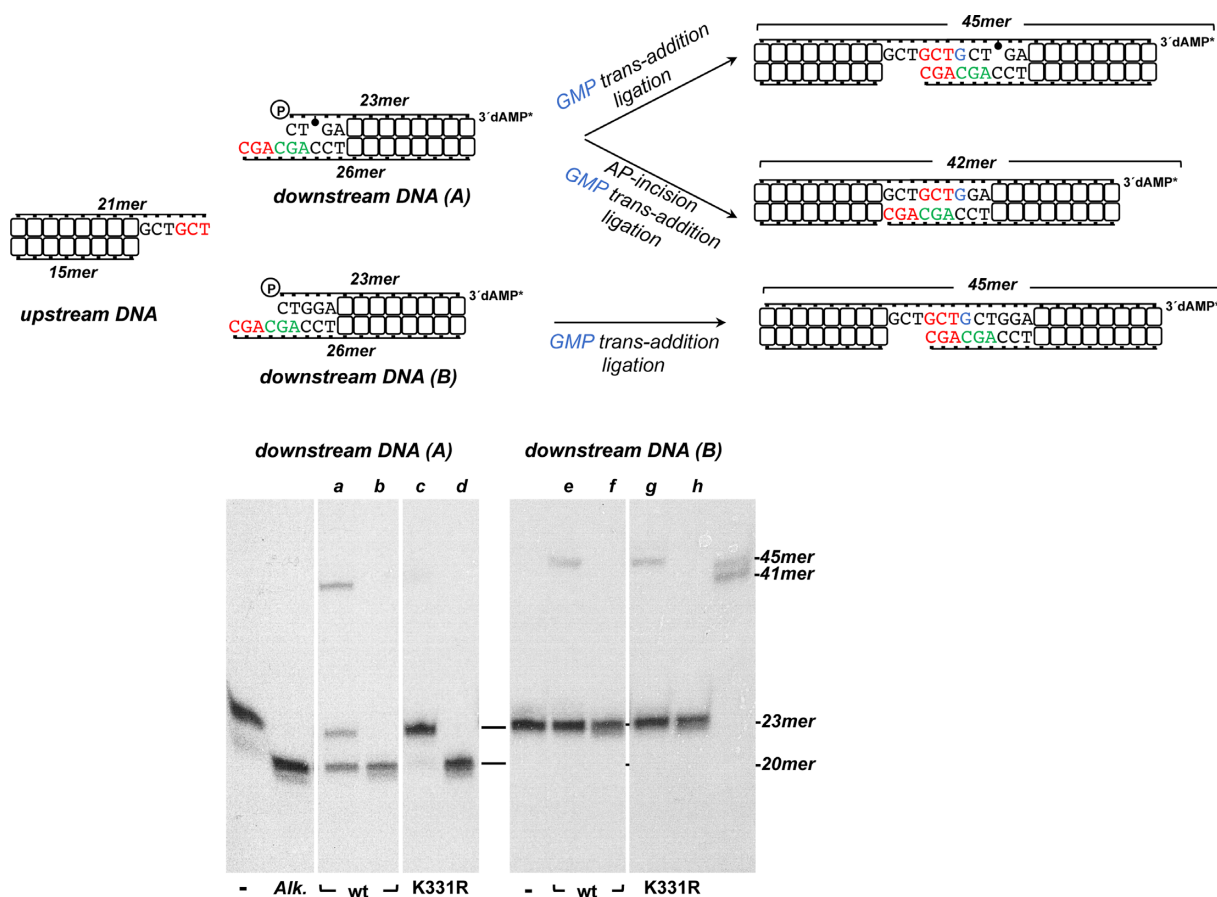 45mer
GCTGCTGCT GA
CGACGACCT
3´dAMP*
GMP trans-addition
ligation
P
23mer
3´dAMP*
CT GA
CGACGACCT
26mer
downstream DNA (A)
AP-incision
GMP trans-addition
ligation
42mer
3´dAMP*
GCTGCTGGA
CGACGACCT
21mer
GCTGCT
15mer
upstream DNA
P
23mer
3´dAMP*
CTGGA
CGACGACCT
26mer
downstream DNA (B)
GMP trans-addition
ligation
45mer
3´dAMP*
GCTGCTGCTGGA
CGACGACCT
downstream DNA (A)
downstream DNA (B)
a b c d e f g h
-45mer
-41mer
-23mer
-20mer
- Alk. wt K331R - wt K331R